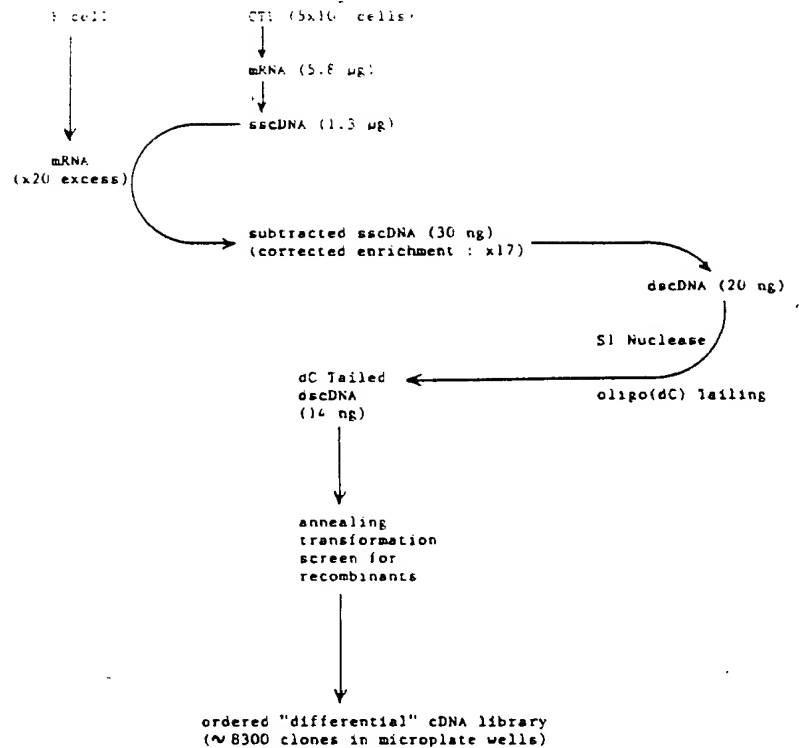 cell
CTL (5x10 cells)
mRNA (5.8 µg)
sscDNA (1.3 µg)
mRNA
(x20 excess)
subtracted sscDNA (30 ng)
(corrected enrichment : x17)
dscDNA (20 ng)
S1 Nuclease
dC Tailed
dscDNA
(14 ng)
oligo(dC) Tailing
annealing
transformation
screen for
recombinants
ordered "differential" cDNA library
(~ 8300 clones in microplate wells)